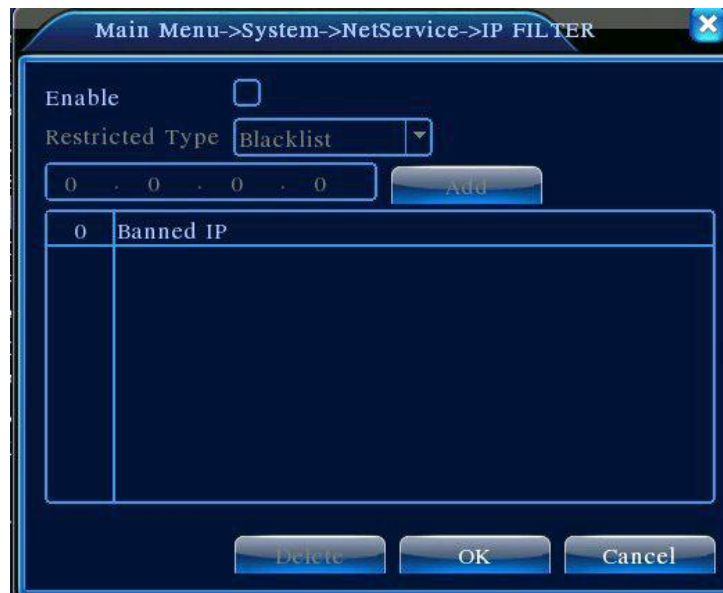 Main Menu->System->NetService->IP FILTER
Enable
Restricted Type Blacklist
0 . 0 . 0 . 0 Add
0 Banned IP
Delete OK Cancel